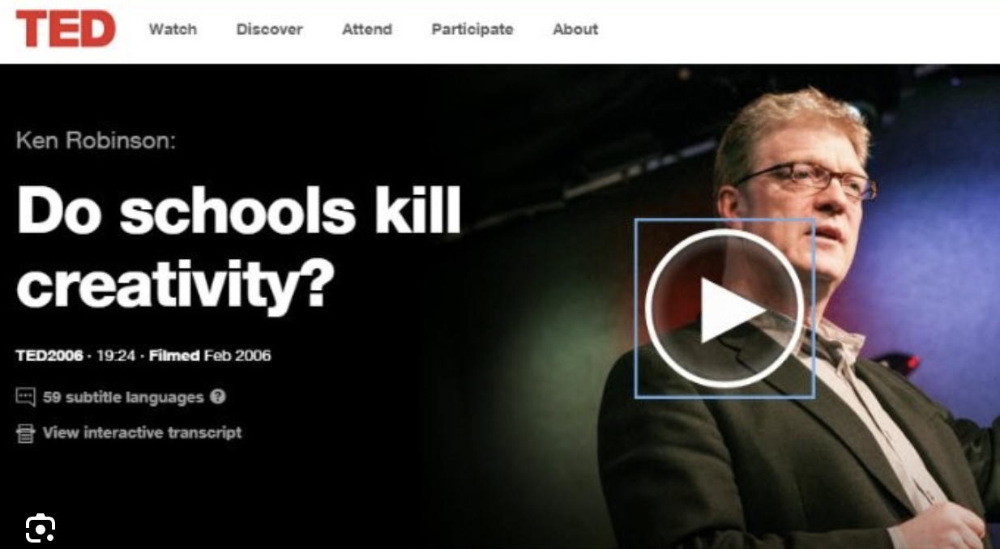 TED Watch Discover Attend Participate About
Ken Robinson:
Do schools kill
creativity?
TED2006 · 19:24 · Filmed Feb 2006
59 subtitle languages ?
View interactive transcript